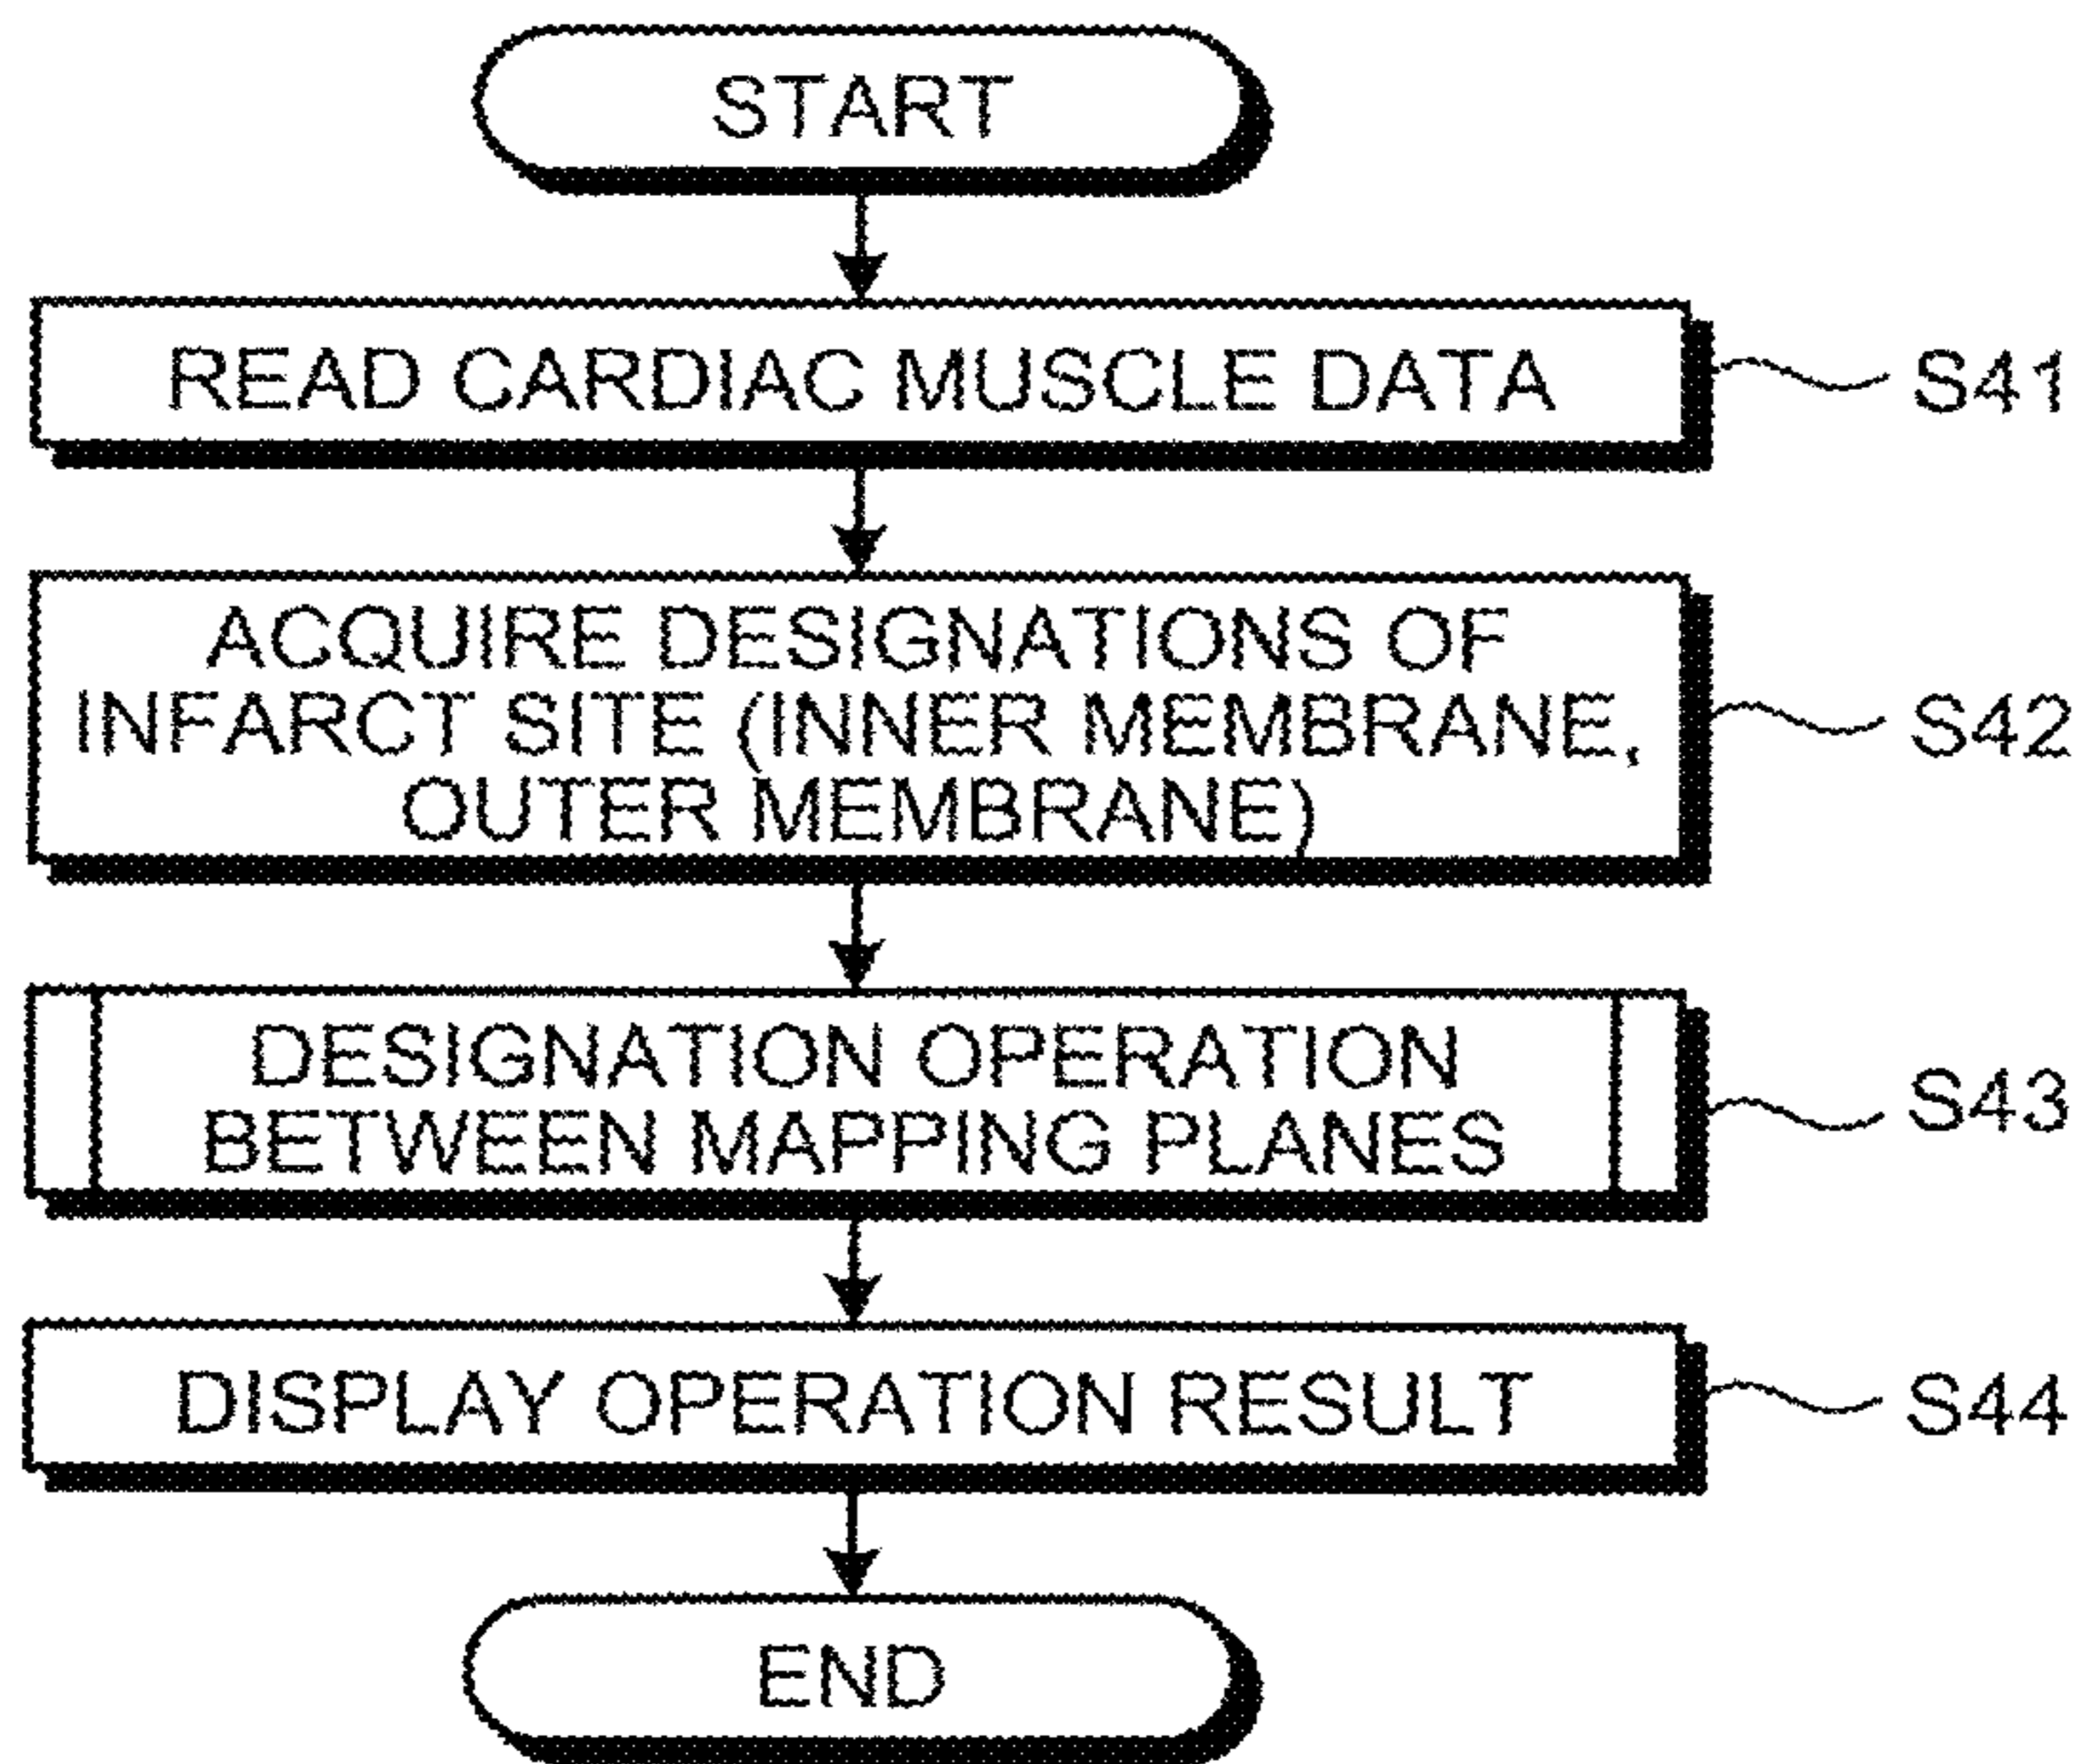 START
READ CARDIAC MUSCLE DATA
S41
ACQUIRE DESIGNATIONS OF
INFARCT SITE (INNER MEMBRANE,
OUTER MEMBRANE)
S42
DESIGNATION OPERATION
BETWEEN MAPPING PLANES
S43
DISPLAY OPERATION RESULT
S44
END